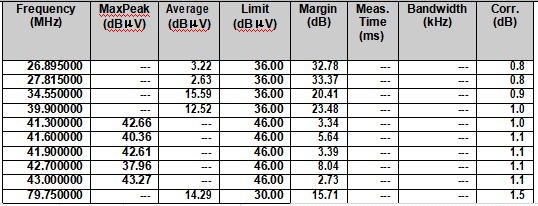 Frequency MaxPeak Average Limit Margin Meas. Bandwidth Corr.
(MHz) (dBµV) (dBµV) (dBµV) (dB) Time (kHz) (dB)
(ms)
26.895000 --- 3.22 36.00 32.78 --- --- 0.8
27.815000 --- 2.63 36.00 33.37 --- --- 0.8
34.550000 --- 15.59 36.00 20.41 --- --- 0.9
39.900000 --- 12.52 36.00 23.48 --- --- 1.0
41.300000 42.66 --- 46.00 3.34 --- --- 1.0
41.600000 40.36 --- 46.00 5.64 --- --- 1.1
41.900000 42.61 --- 46.00 3.39 --- --- 1.1
42.700000 37.96 --- 46.00 8.04 --- --- 1.1
43.000000 43.27 --- 46.00 2.73 --- --- 1.1
79.750000 --- 14.29 30.00 15.71 --- --- 1.5